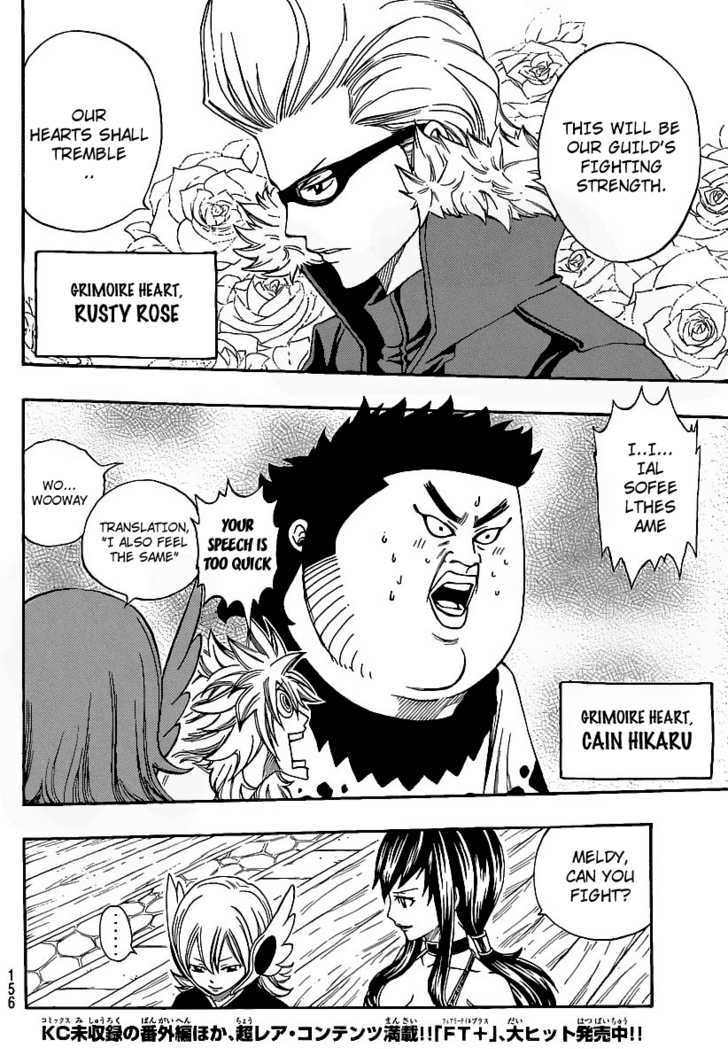 THIS WILL BE
OUR GUILD'S
FIGHTING
STRENGTH.
OUR
HEARTS SHALL
TREMBLE
..
GRIMOIRE HEART,
RUSTY ROSE
I..I...
IAL
SOFEE
LTHES
AME
YOUR
SPEECH IS
TOO QUICK
TRANSLATION,
"I ALSO FEEL
THE SAME"
WO...
WOOWAY
GRIMOIRE HEART,
CAIN HIKARU
MELDY,
CAN YOU
FIGHT?
.....
156
KC未収録の番外編ほか、超レア・コンテンツ満載!!「FT+」、大ヒット発売中!!